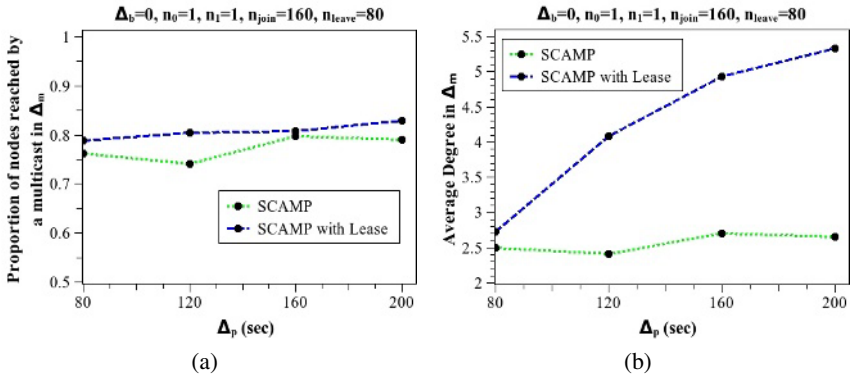 Δb=0, n0=1, n1=1, njoin=160, nleave=80
Proportion of nodes reached by
a multicast in Δm
1
0.9
0.8
0.7
0.6
0.5
SCAMP
SCAMP with Lease
80
120
160
200
Δp (sec)
(a)
Δb=0, n0=1, n1=1, njoin=160, nleave=80
Average Degree in Δm
5.5
5
4.5
4
3.5
3
2.5
2
SCAMP
SCAMP with Lease
80
120
160
200
Δp (sec)
(b)